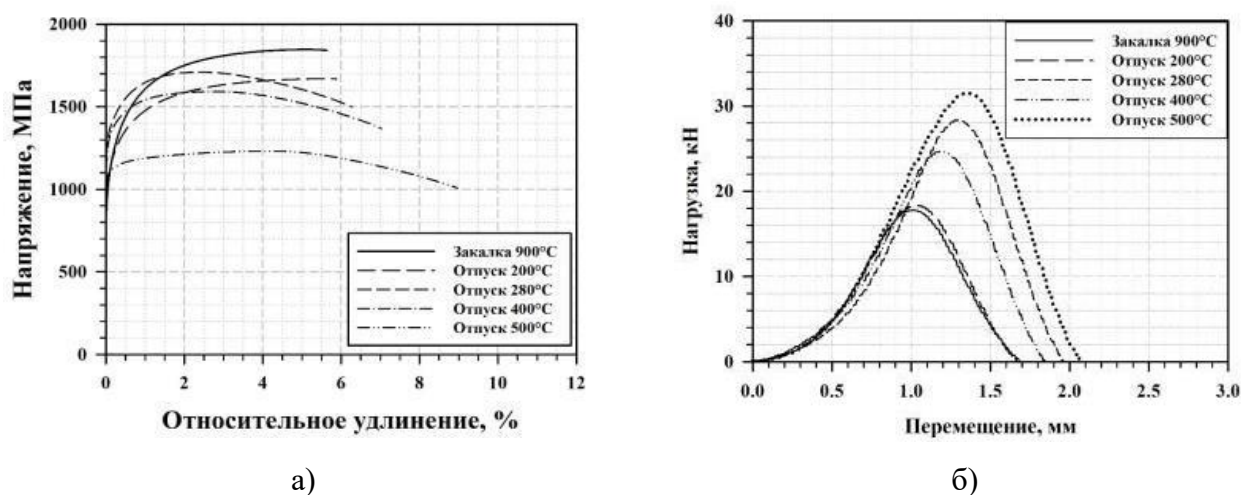 2000
1500
1000
500
0
0 2 4 6 8 10 12
Напряжение, МПа
Относительное удлинение, %
Закалка 900°C
Отпуск 200°C
Отпуск 280°C
Отпуск 400°C
Отпуск 500°C
а)
40
30
20
10
0
0.0 0.5 1.0 1.5 2.0 2.5 3.0
Нагрузка, кН
Перемещение, мм
Закалка 900°C
Отпуск 200°C
Отпуск 280°C
Отпуск 400°C
Отпуск 500°C
б)